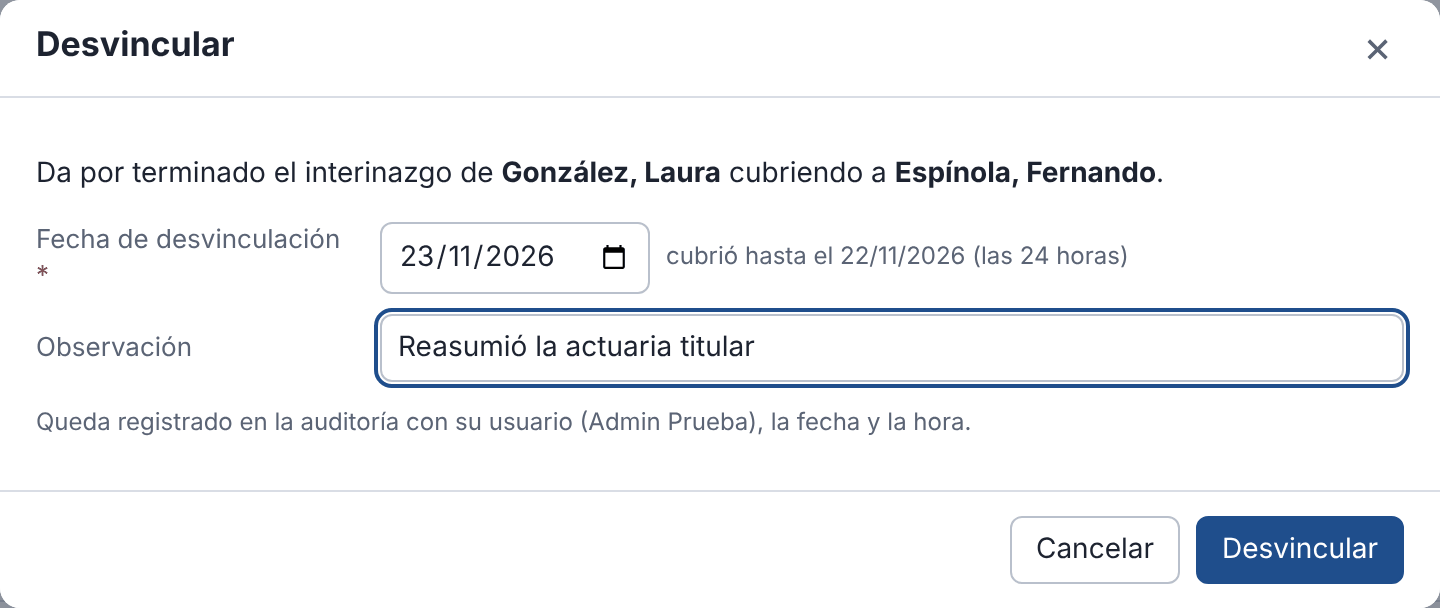 Desvincular
Da por terminado el interinazgo de González, Laura cubriendo a Espínola, Fernando.
Fecha de desvinculación
*
23/11/2026
cubrió hasta el 22/11/2026 (las 24 horas)
Observación
Reasumió la actuaria titular
Queda registrado en la auditoría con su usuario (Admin Prueba), la fecha y la hora.
Cancelar
Desvincular